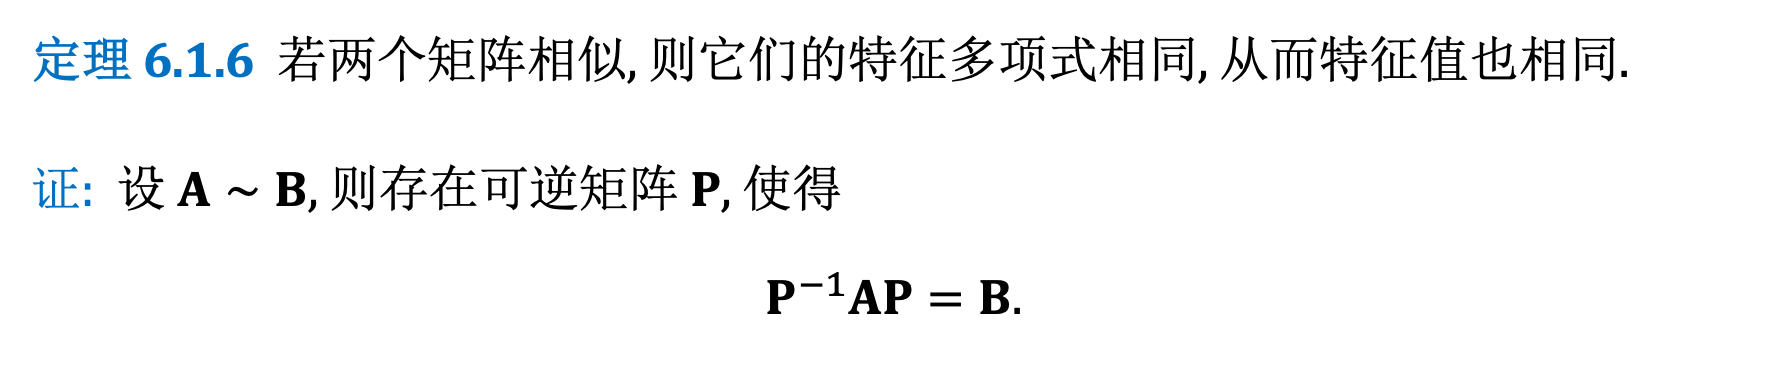 定理 6.1.6 若两个矩阵相似, 则它们的特征多项式相同, 从而特征值也相同.
证: 设 A ~ B, 则存在可逆矩阵 P, 使得
P⁻¹AP = B.